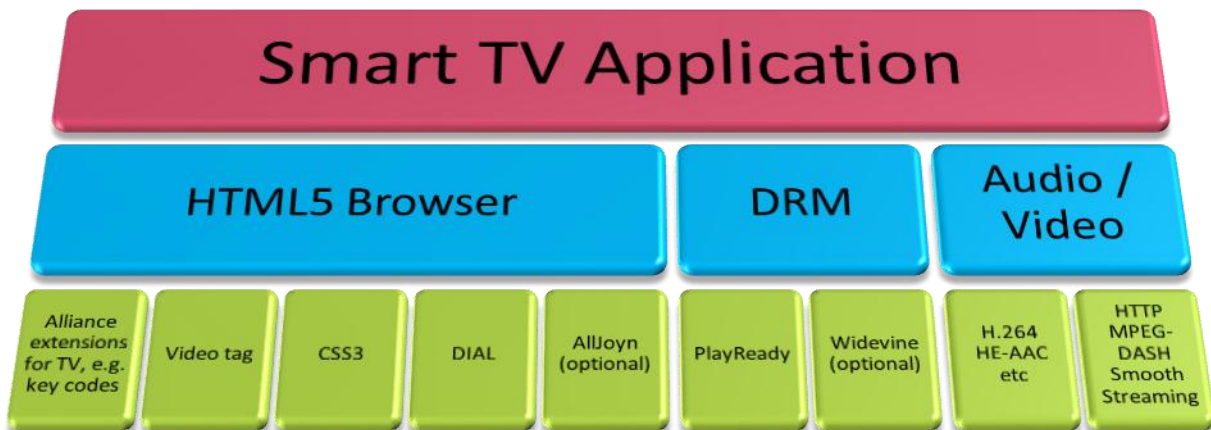 Smart TV Application
HTML5 Browser
DRM
Audio /
Video
Alliance
extensions
for TV, e.g.
key codes
Video tag
CSS3
DIAL
AllJoyn
(optional)
PlayReady
Widevine
(optional)
H.264
HE-AAC
etc
HTTP
MPEG-
DASH
Smooth
Streaming